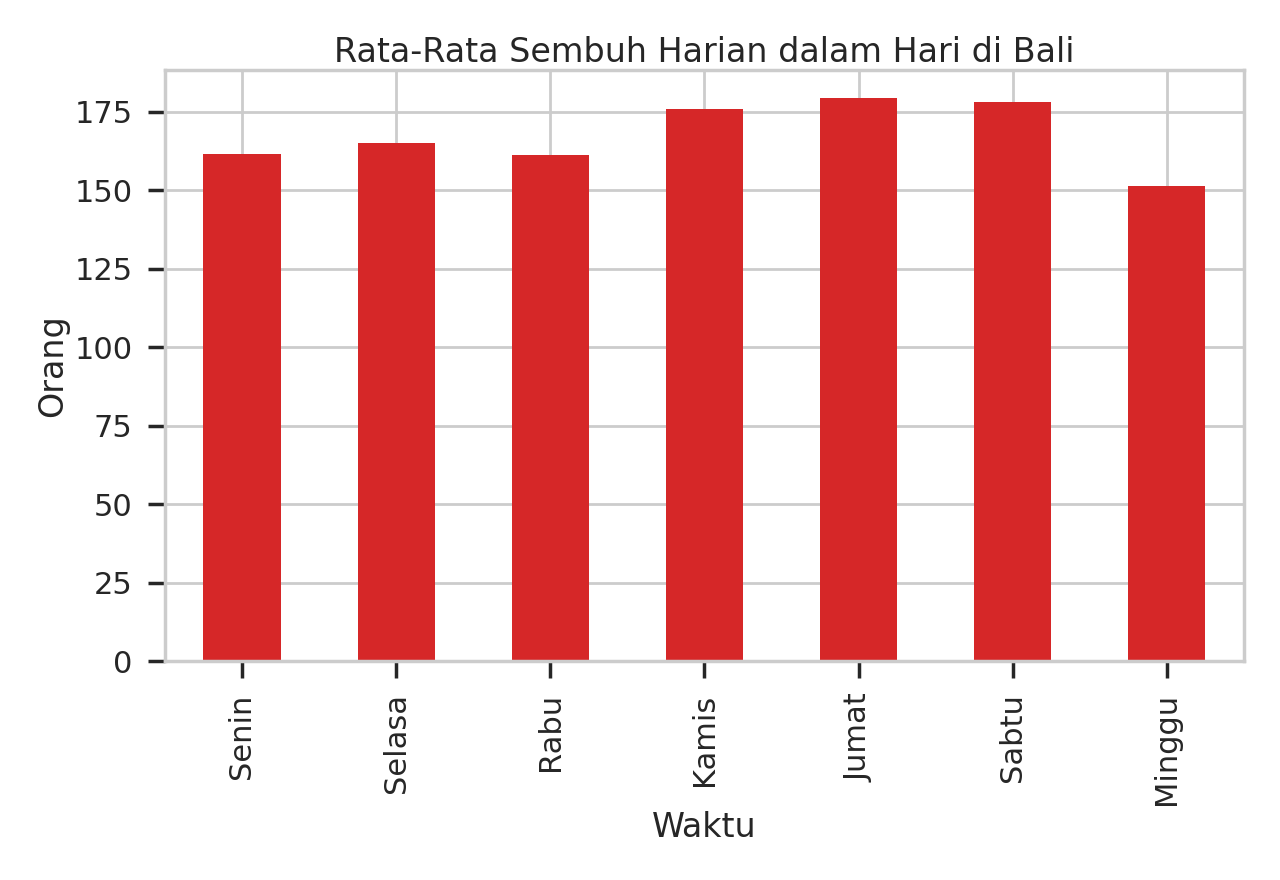 Rata-Rata Sembuh Harian dalam Hari di Bali
Orang
175
150
125
100
75
50
25
0
Senin
Selasa
Rabu
Kamis
Jumat
Sabtu
Minggu
Waktu